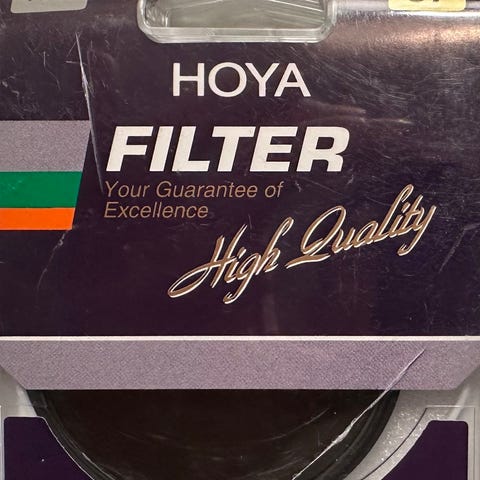 HOYA
FILTER
Your Guarantee of
Excellence
High Quality